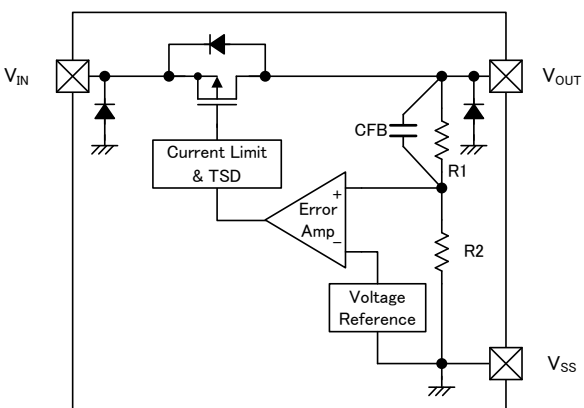 VIN
VOUT
CFB
R1
Current Limit
& TSD
+
Error
Amp
−
R2
Voltage
Reference
VSS